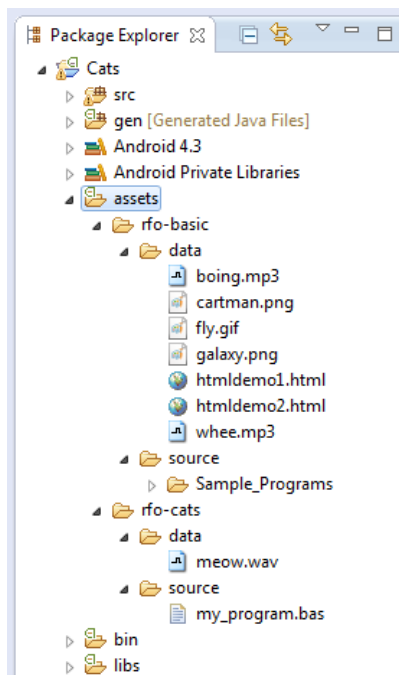 Package Explorer
Cats
src
gen [Generated Java Files]
Android 4.3
Android Private Libraries
assets
rfo-basic
data
boing.mp3
cartman.png
fly.gif
galaxy.png
htmldemo1.html
htmldemo2.html
whee.mp3
source
Sample_Programs
rfo-cats
data
meow.wav
source
my_program.bas
bin
libs